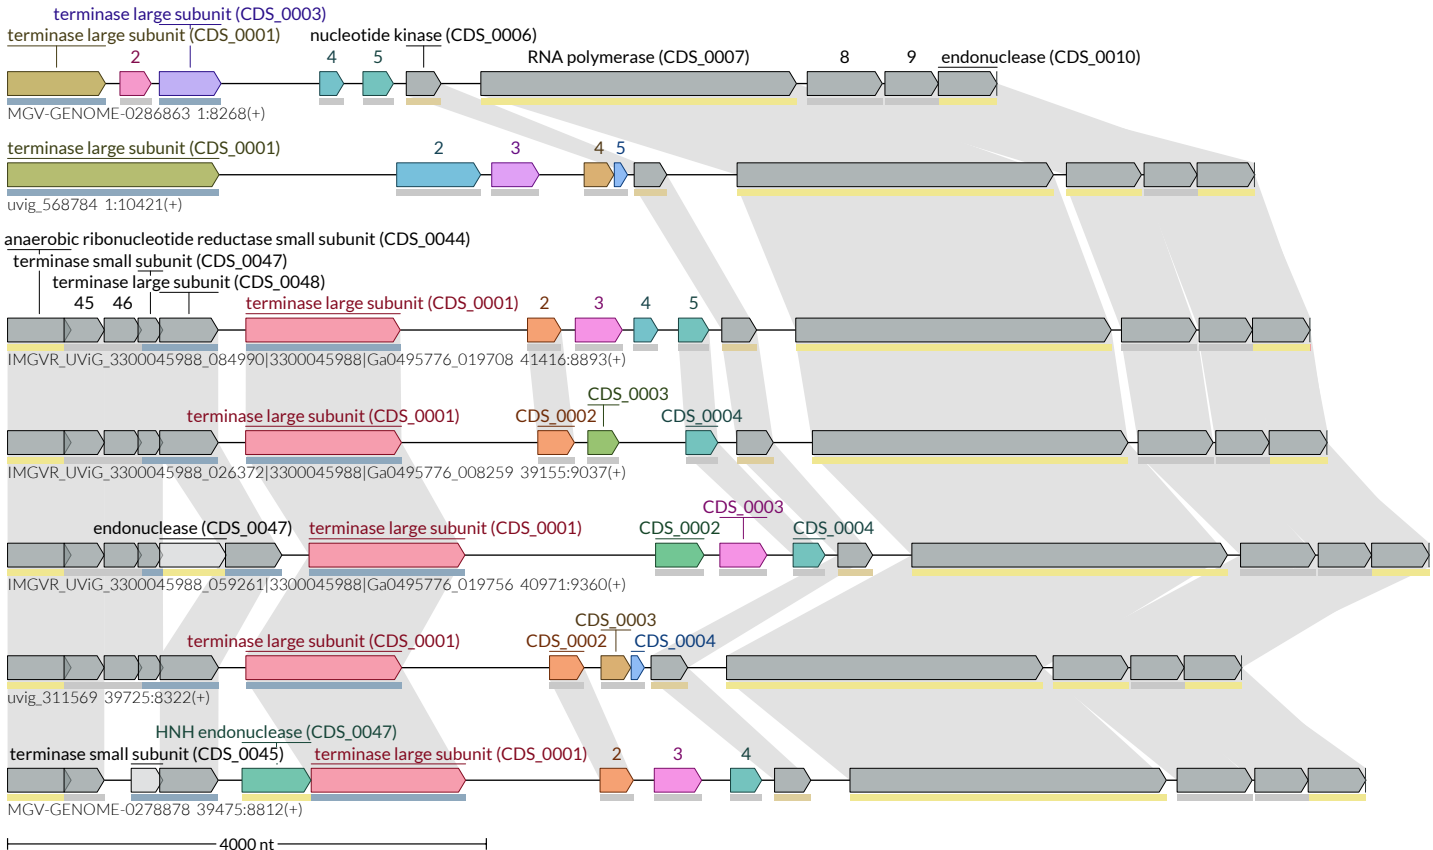 terminase large subunit (CDS_0003)
terminase large subunit (CDS_0001) nucleotide kinase (CDS_0006)
2 4 5 RNA polymerase (CDS_0007) 8 9 endonuclease (CDS_0010)
MGV-GENOME-0286863 1:8268(+)
terminase large subunit (CDS_0001) 2 3 4 5
uvig_568784 1:10421(+)
anaerobic ribonucleotide reductase small subunit (CDS_0044)
terminase small subunit (CDS_0047)
terminase large subunit (CDS_0048)
45 46 terminase large subunit (CDS_0001) 2 3 4 5
IMGVR_UViG_3300045988_084990|3300045988|Ga0495776_019708 41416:8893(+)
CDS_0003
terminase large subunit (CDS_0001) CDS_0002 CDS_0004
IMGVR_UViG_3300045988_026372|3300045988|Ga0495776_008259 39155:9037(+)
CDS_0003
endonuclease (CDS_0047) terminase large subunit (CDS_0001) CDS_0002 CDS_0004
IMGVR_UViG_3300045988_059261|3300045988|Ga0495776_019756 40971:9360(+)
CDS_0003
terminase large subunit (CDS_0001) CDS_0002 CDS_0004
uvig_311569 39725:8322(+)
HNH endonuclease (CDS_0047)
terminase small subunit (CDS_0045) terminase large subunit (CDS_0001) 2 3 4
MGV-GENOME-0278878 39475:8812(+)
4000 nt